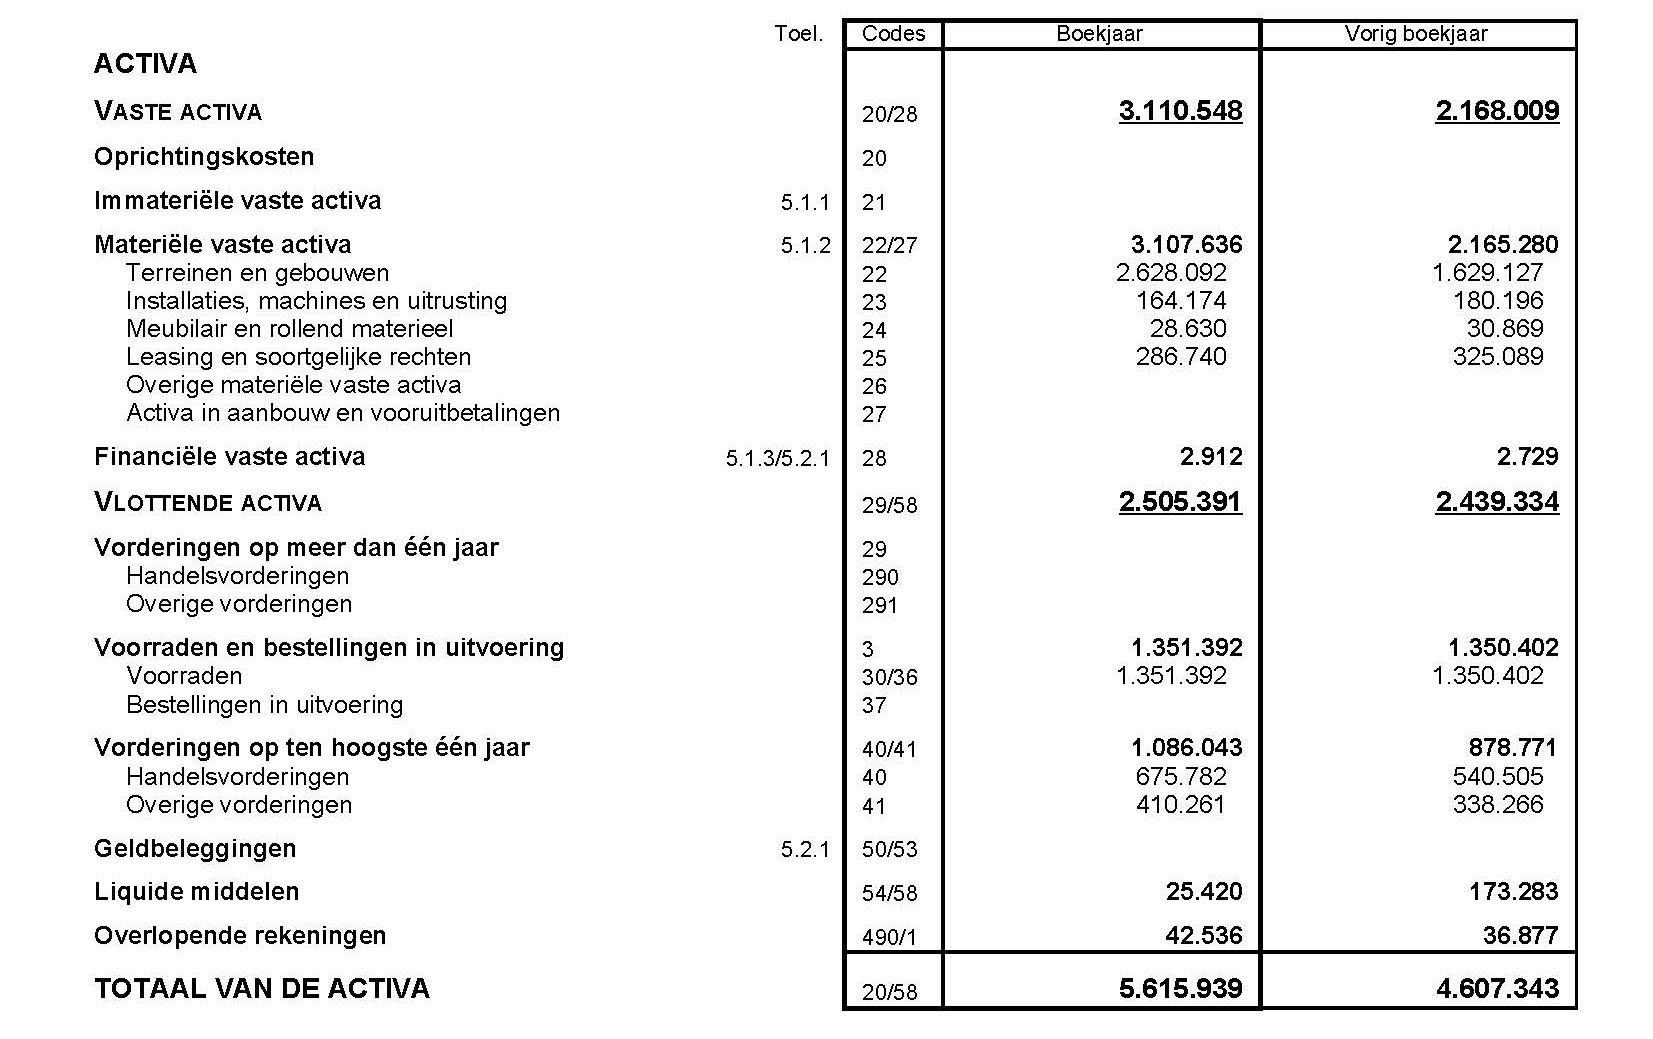 Toel. Codes Boekjaar Vorig boekjaar
ACTIVA
VASTE ACTIVA 20/28 3.110.548 2.168.009
Oprichtingskosten 20
Immateriële vaste activa 5.1.1 21
Materiële vaste activa 5.1.2 22/27 3.107.636 2.165.280
Terreinen en gebouwen 22 2.628.092 1.629.127
Installaties, machines en uitrusting 23 164.174 180.196
Meubilair en rollend materieel 24 28.630 30.869
Leasing en soortgelijke rechten 25 286.740 325.089
Overige materiële vaste activa 26
Activa in aanbouw en vooruitbetalingen 27
Financiële vaste activa 5.1.3/5.2.1 28 2.912 2.729
VLOTTENDE ACTIVA 29/58 2.505.391 2.439.334
Vorderingen op meer dan één jaar 29
Handelsvorderingen 290
Overige vorderingen 291
Voorraden en bestellingen in uitvoering 3 1.351.392 1.350.402
Voorraden 30/36 1.351.392 1.350.402
Bestellingen in uitvoering 37
Vorderingen op ten hoogste één jaar 40/41 1.086.043 878.771
Handelsvorderingen 40 675.782 540.505
Overige vorderingen 41 410.261 338.266
Geldbeleggingen 5.2.1 50/53
Liquide middelen 54/58 25.420 173.283
Overlopende rekeningen 490/1 42.536 36.877
TOTAAL VAN DE ACTIVA 20/58 5.615.939 4.607.343